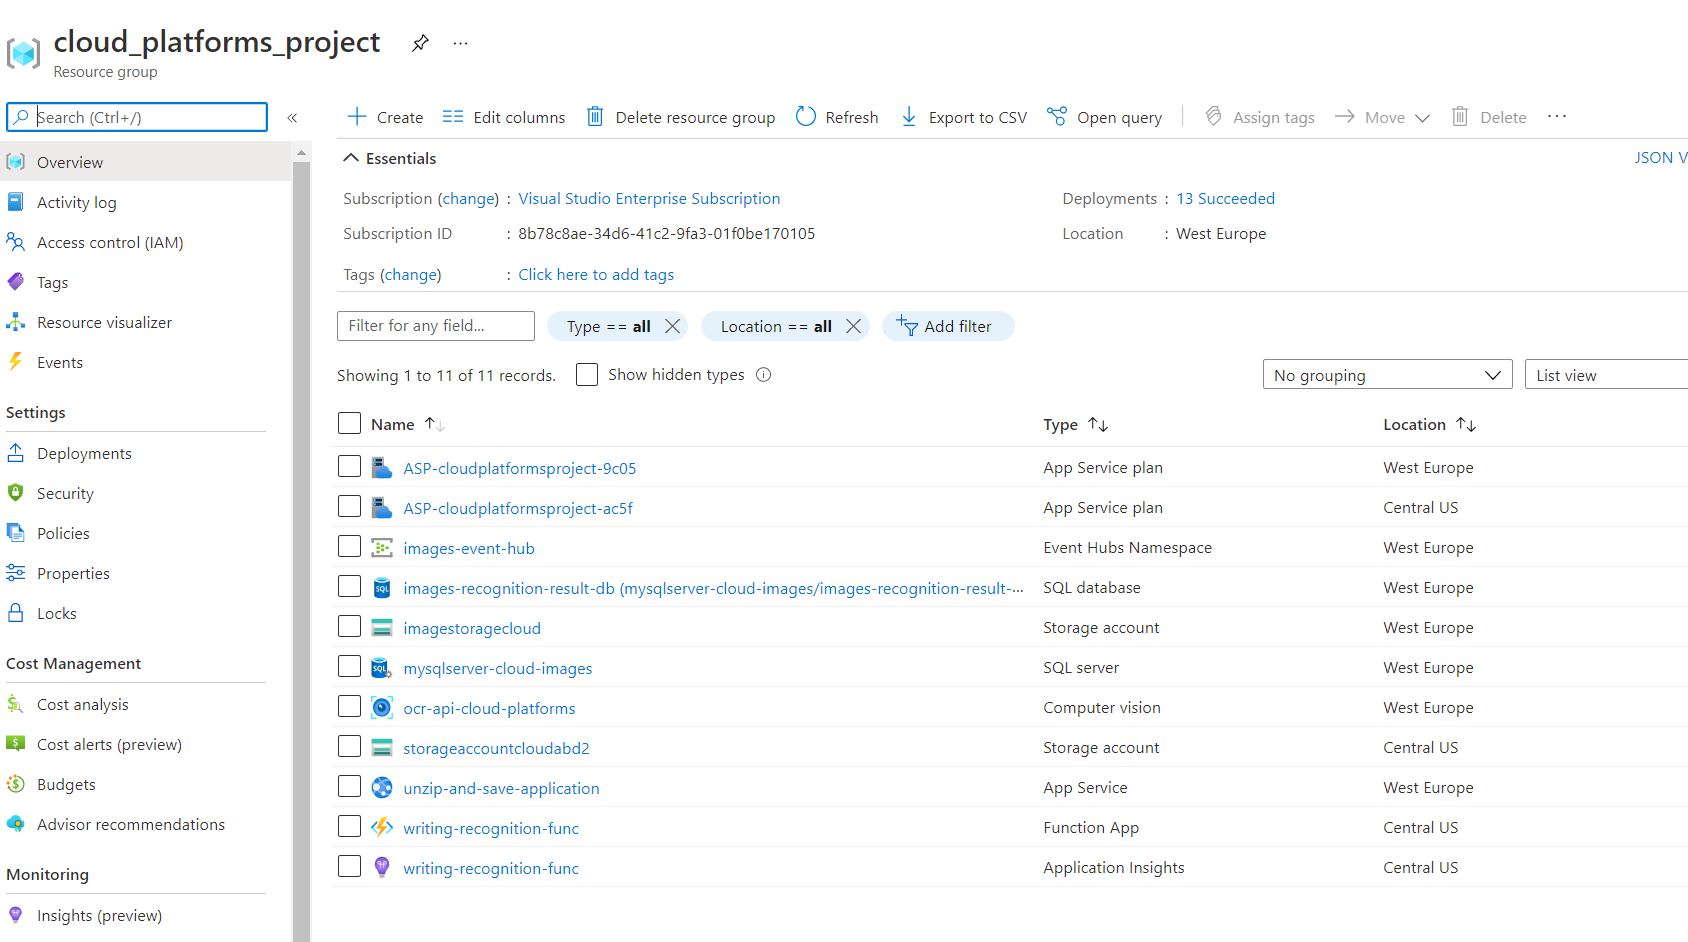 cloud_platforms_project
Resource group
Search (Ctrl+/)
«
Create
Edit columns
Delete resource group
Refresh
Export to CSV
Open query
Assign tags
Move
Delete
Overview
Activity log
Access control (IAM)
Tags
Resource visualizer
Events
Settings
Deployments
Security
Policies
Properties
Locks
Cost Management
Cost analysis
Cost alerts (preview)
Budgets
Advisor recommendations
Monitoring
Insights (preview)
Essentials
JSON V
Subscription (change) : Visual Studio Enterprise Subscription
Deployments : 13 Succeeded
Subscription ID : 8b78c8ae-34d6-41c2-9fa3-01f0be170105
Location : West Europe
Tags (change) : Click here to add tags
Filter for any field...
Type == all
Location == all
Add filter
Showing 1 to 11 of 11 records.
Show hidden types
No grouping
List view
Name Type Location
ASP-cloudplatformsproject-9c05 App Service plan West Europe
ASP-cloudplatformsproject-ac5f App Service plan Central US
images-event-hub Event Hubs Namespace West Europe
images-recognition-result-db (mysqlserver-cloud-images/images-recognition-result-... SQL database West Europe
imagestoragecloud Storage account West Europe
mysqlserver-cloud-images SQL server West Europe
ocr-api-cloud-platforms Computer vision West Europe
storageaccountcloudabd2 Storage account Central US
unzip-and-save-application App Service West Europe
writing-recognition-func Function App Central US
writing-recognition-func Application Insights Central US